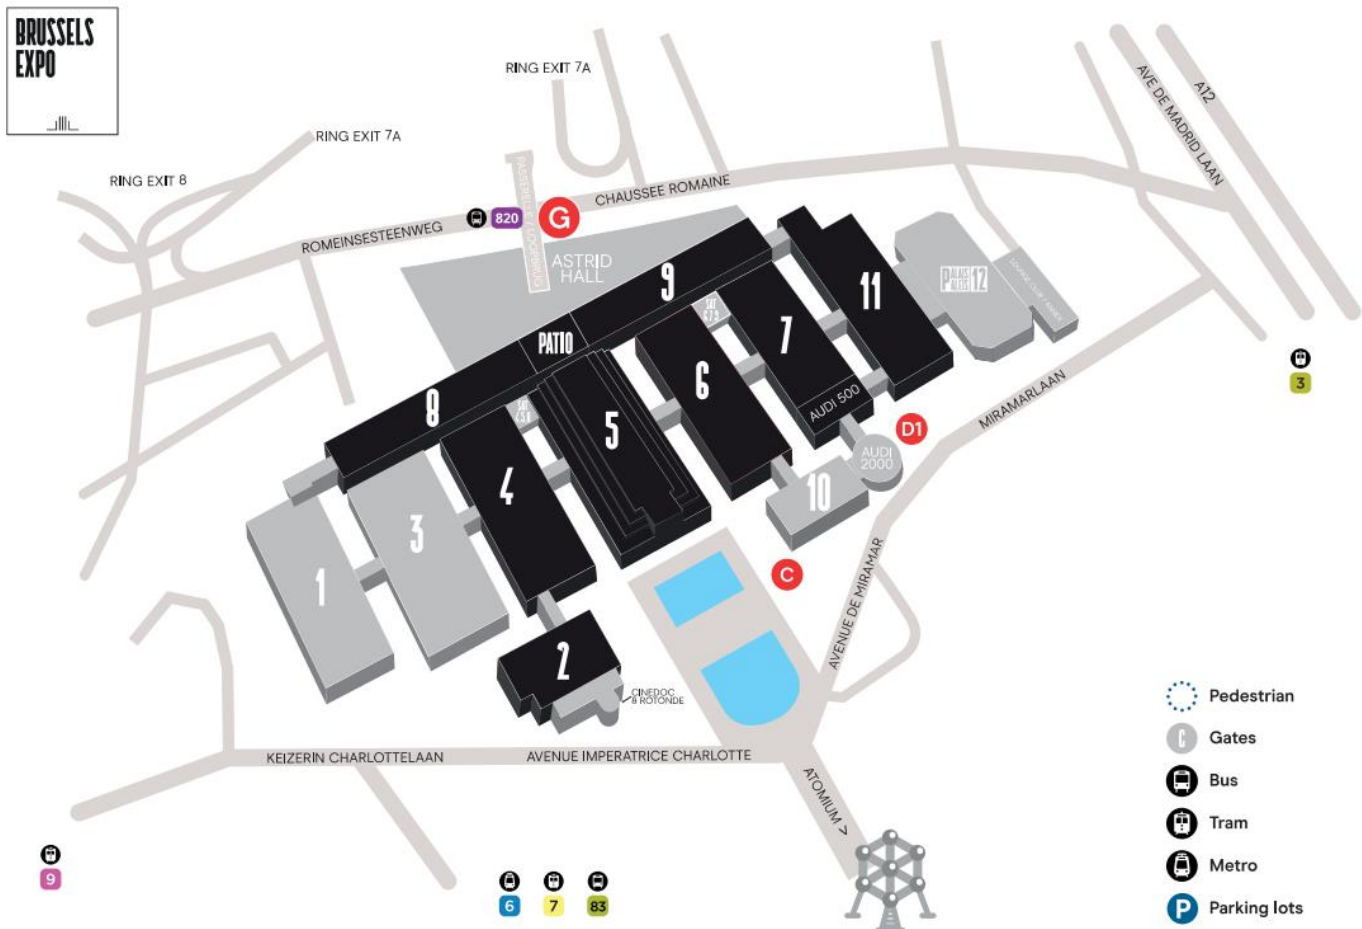 BRUSSELS
EXPO
RING EXIT 7A
RING EXIT 7A
RING EXIT 8
A12
AVE DE MADRID LAAN
CHAUSSEE ROMAINE
820
G
ROMEINSESTEENWEG
ASTRID
HALL
9
11
12
7
PATIO
6
8
5
AUDI 500
3
MIRAMARLAAN
D1
AUDI
2000
4
10
3
1
C
AVENUE DE MIRAMAR
2
CINEDOC
& ROTONDE
Pedestrian
C Gates
KEIZERIN CHARLOTTELAAN
AVENUE IMPERATRICE CHARLOTTE
Bus
ATOMIUM >
Tram
Metro
9
6
7
83
P Parking lots